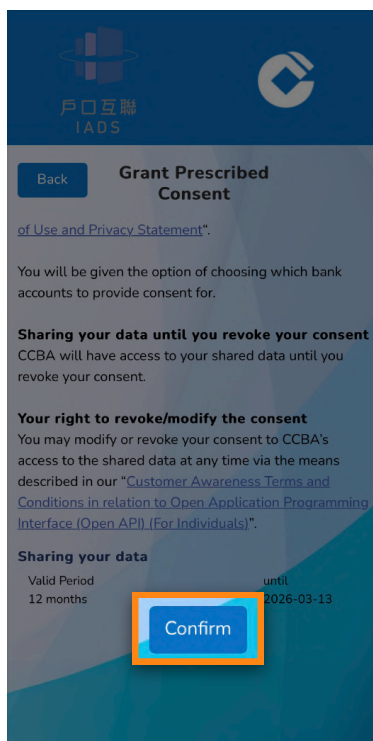 戶口互聯
IADS
Back
Grant Prescribed
Consent
of Use and Privacy Statement“.
You will be given the option of choosing which bank
accounts to provide consent for.
Sharing your data until you revoke your consent
CCBA will have access to your shared data until you
revoke your consent.
Your right to revoke/modify the consent
You may modify or revoke your consent to CCBA’s
access to the shared data at any time via the means
described in our “Customer Awareness Terms and
Conditions in relation to Open Application Programming
Interface (Open API) (For Individuals)”.
Sharing your data
Valid Period until
12 months 2026-03-13
Confirm